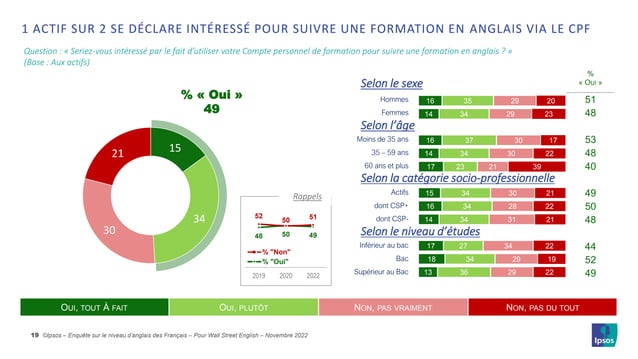 1 ACTIF SUR 2 SE DÉCLARE INTÉRESSÉ POUR SUIVRE UNE FORMATION EN ANGLAIS VIA LE CPF
Question : « Seriez-vous intéressé par le fait d'utiliser votre Compte personnel de formation pour suivre une formation en anglais ? »
(Base : Aux actifs)
% « Oui »
49
15
34
30
21
Rappels
52 50 51
48 50 49
% "Non"
% "Oui"
2019 2020 2022
%
« Oui »
Selon le sexe
Hommes 16 35 29 20 51
Femmes 14 34 29 23 48
Selon l'âge
Moins de 35 ans 16 37 30 17 53
35 – 59 ans 14 34 30 22 48
60 ans et plus 17 23 21 39 40
Selon la catégorie socio-professionnelle
Actifs 15 34 30 21 49
dont CSP+ 16 34 28 22 50
dont CSP- 14 34 31 21 48
Selon le niveau d'études
Inférieur au bac 17 27 34 22 44
Bac 18 34 29 19 52
Supérieur au Bac 13 36 29 22 49
OUI, TOUT À FAIT OUI, PLUTÔT NON, PAS VRAIMENT NON, PAS DU TOUT
19 ©Ipsos – Enquête sur le niveau d'anglais des Français – Pour Wall Street English – Novembre 2022
Ipsos